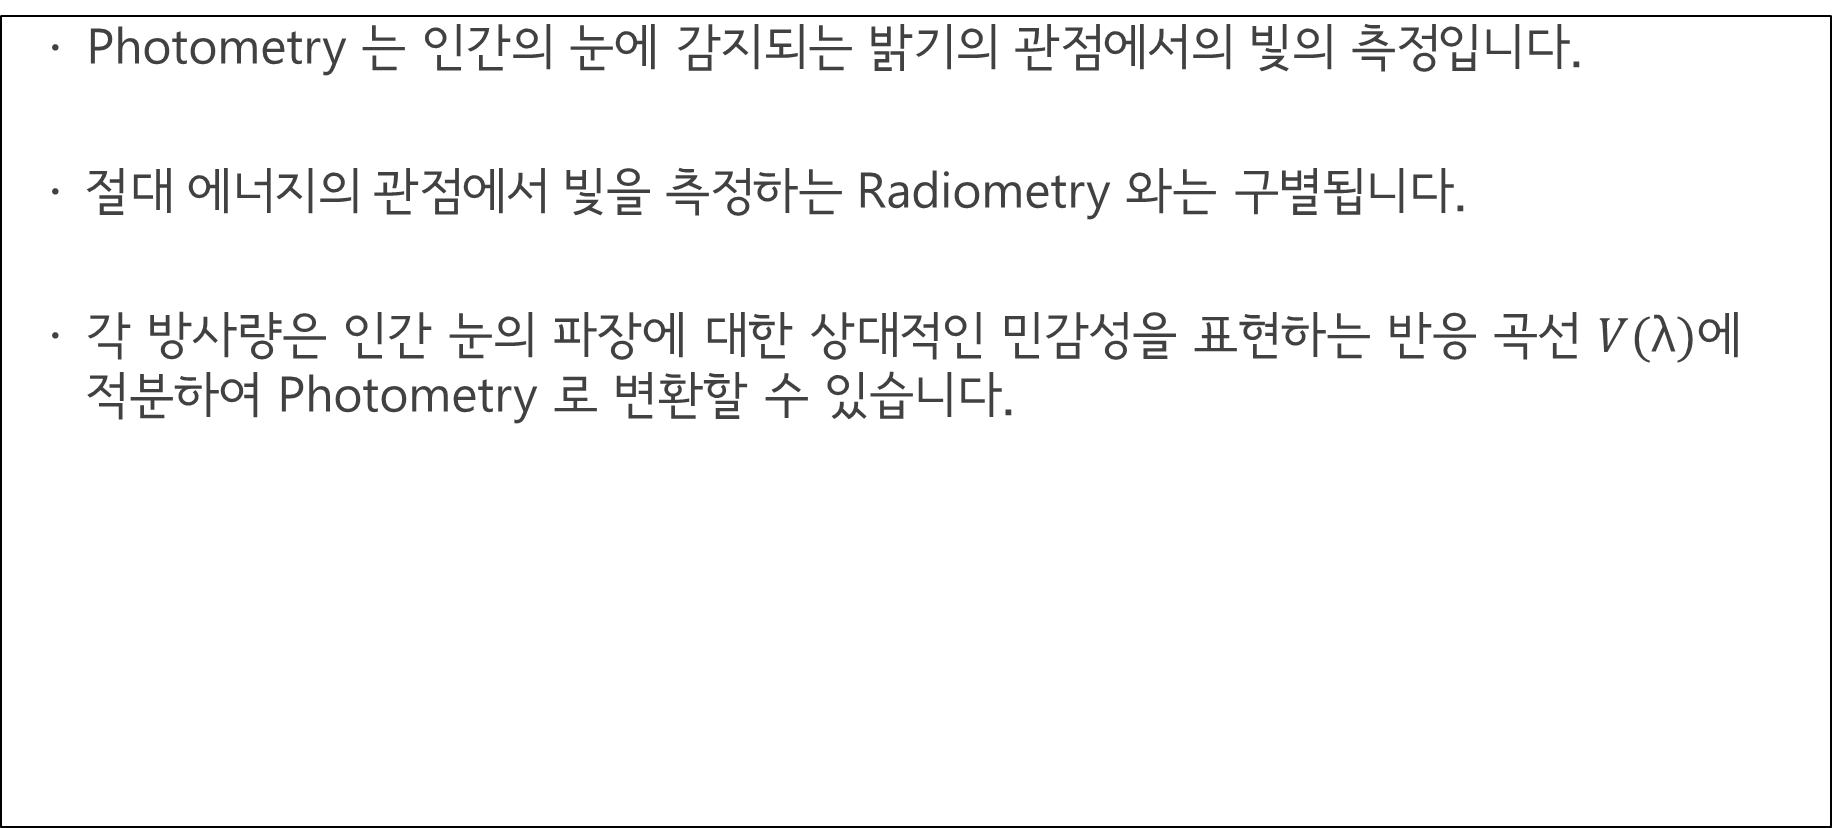 · Photometry 는 인간의 눈에 감지되는 밝기의 관점에서의 빛의 측정입니다.
· 절대 에너지의 관점에서 빛을 측정하는 Radiometry 와는 구별됩니다.
· 각 방사량은 인간 눈의 파장에 대한 상대적인 민감성을 표현하는 반응 곡선 V(λ)에
적분하여 Photometry 로 변환할 수 있습니다.